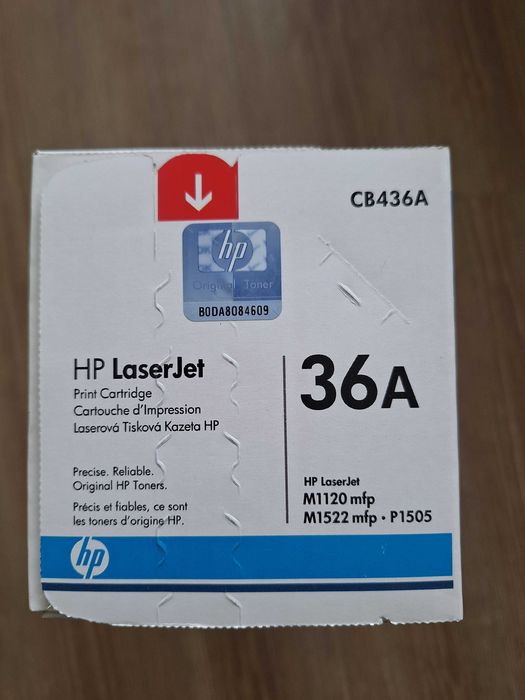 CB436A
hp
Original Toner
B0DA8084609
HP LaserJet
Print Cartridge
Cartouche d'Impression
Laserová Tisková Kazeta HP
36A
Precise. Reliable.
Original HP Toners.
Précis et fiables, ce sont
les toners d'origine HP.
HP LaserJet
M1120 mfp
M1522 mfp • P1505
hp